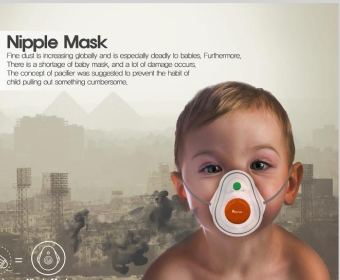 Nipple Mask
Fine dust is increasing globally and is especially deadly to babies, Furthermore,
There is a shortage of baby mask, and a lot of damage occurs.
The concept of pacifier was suggested to prevent the habit of
child pulling out something cumbersome.
=